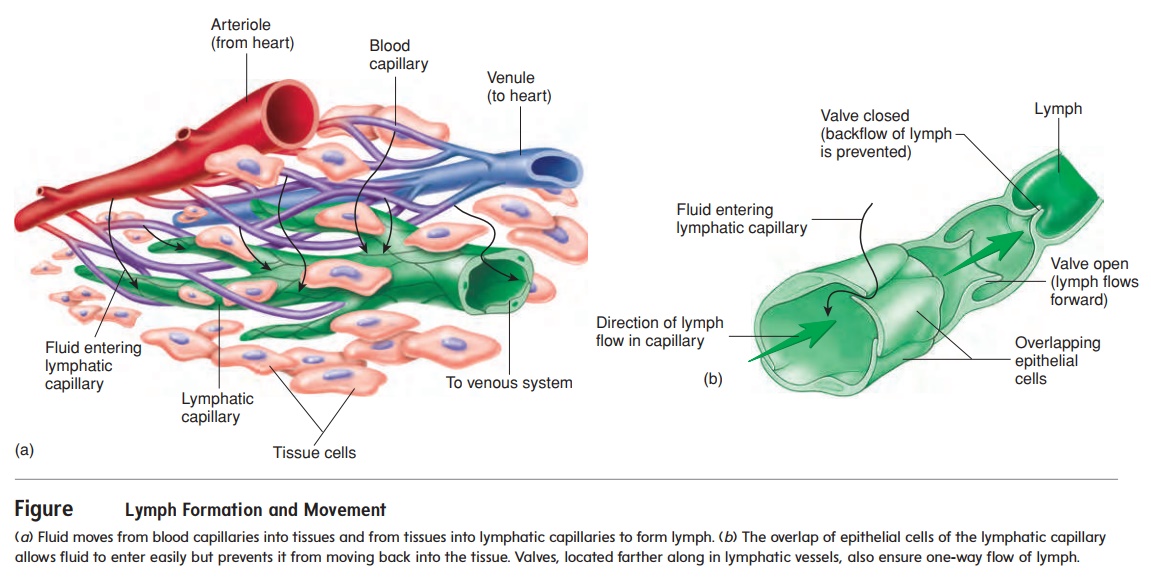 Arteriole
(from heart)
Blood
capillary
Venule
(to heart)
Fluid entering
lymphatic
capillary
Lymphatic
capillary
To venous system
Tissue cells
(a)
Valve closed
(backflow of lymph
is prevented)
Lymph
Fluid entering
lymphatic capillary
Valve open
(lymph flows
forward)
Direction of lymph
flow in capillary
Overlapping
epithelial
cells
(b)
Figure Lymph Formation and Movement
(a) Fluid moves from blood capillaries into tissues and from tissues into lymphatic capillaries to form lymph. (b) The overlap of epithelial cells of the lymphatic capillary
allows fluid to enter easily but prevents it from moving back into the tissue. Valves, located farther along in lymphatic vessels, also ensure one-way flow of lymph.